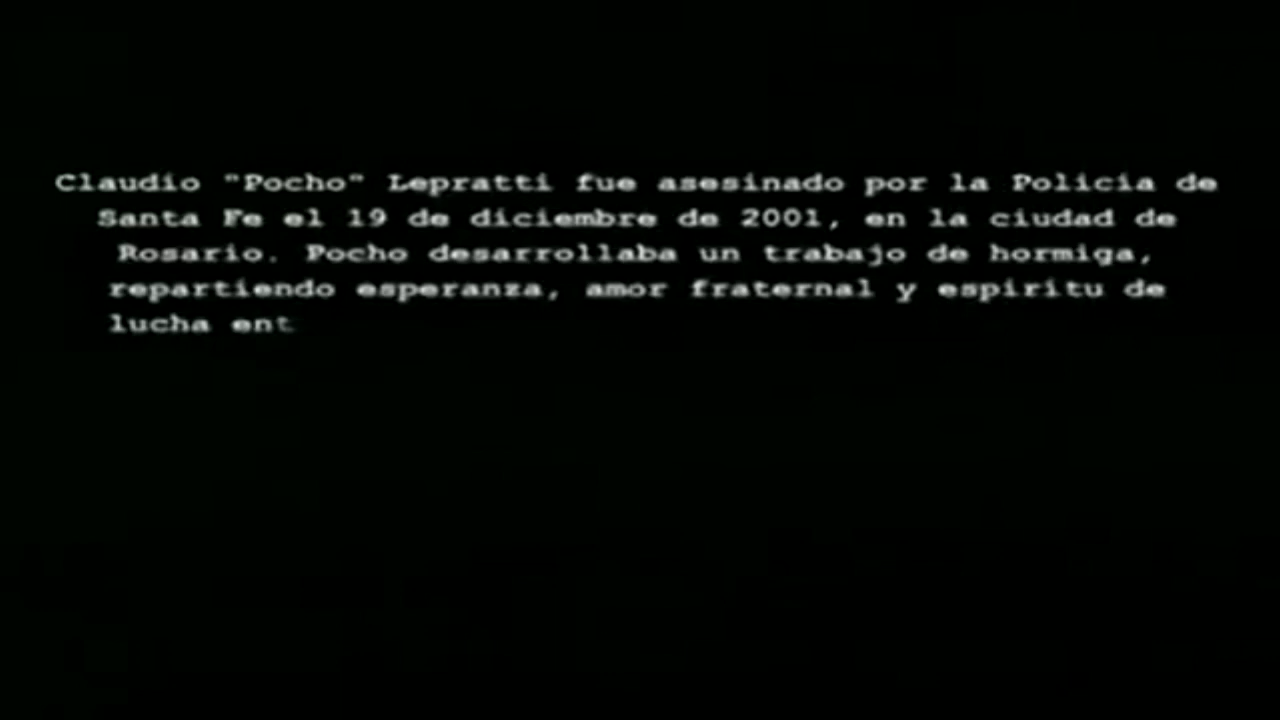 Claudio "Pocho" Lepratti fue asesinado por la Policia de
Santa Fe el 19 de diciembre de 2001, en la ciudad de
Rosario. Pocho desarrollaba un trabajo de hormiga,
repartiendo esperanza, amor fraternal y espiritu de
lucha ent